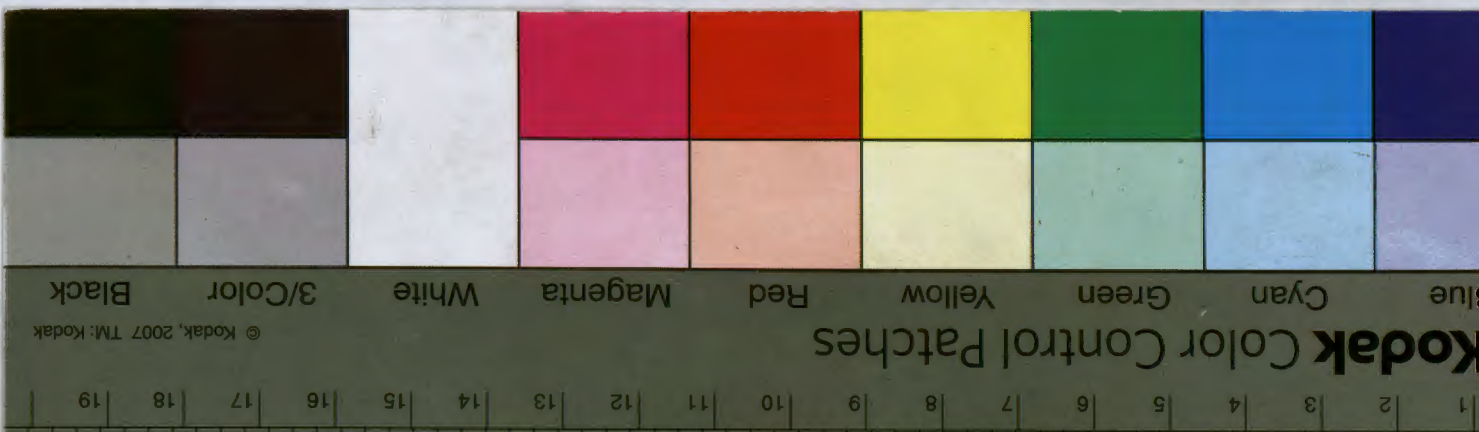 1 2 3 4 5 6 7 8 9 10 11 12 13 14 15 16 17 18 19
Kodak Color Control Patches
© Kodak, 2007 TM: Kodak
Blue Cyan Green Yellow Red Magenta White 3/Color Black